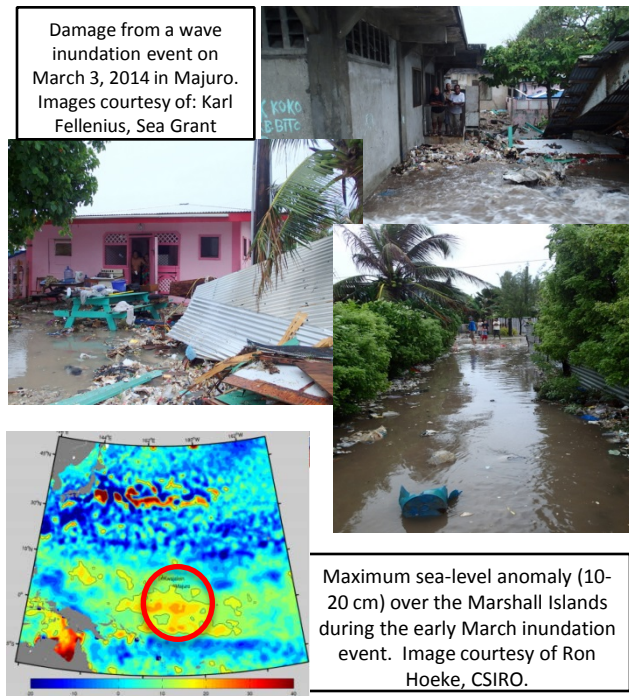 Damage from a wave
inundation event on
March 3, 2014 in Majuro.
Images courtesy of: Karl
Fellenius, Sea Grant
KOKO
BITO
Maximum sea-level anomaly (10-
20 cm) over the Marshall Islands
during the early March inundation
event. Image courtesy of Ron
Hoeke, CSIRO.